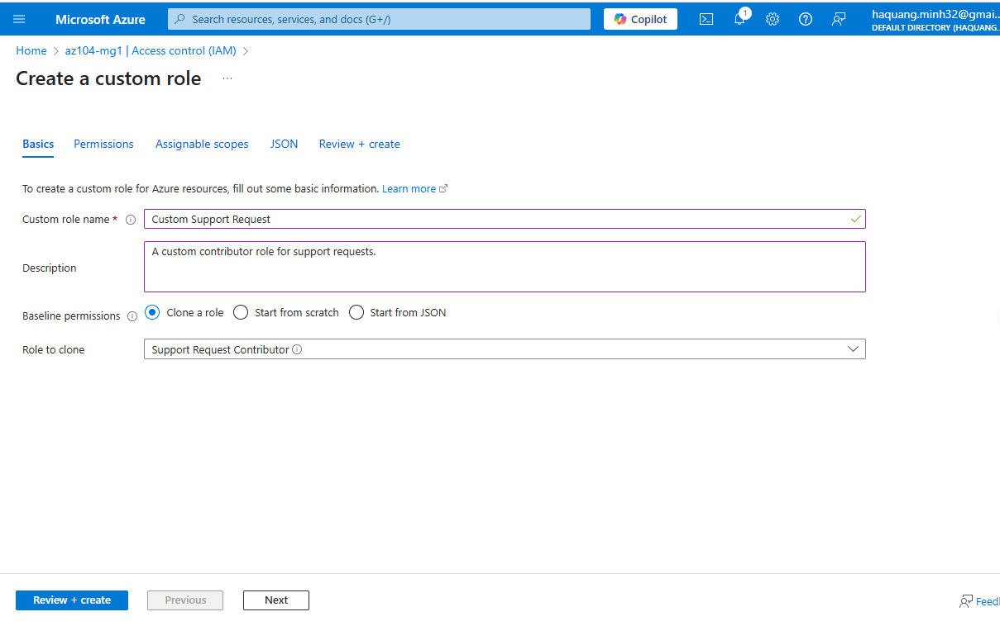 Microsoft Azure
Search resources, services, and docs (G+/)
Copilot
1
haquang.minh32@gmai...
DEFAULT DIRECTORY (HAQUANG...
Home > az104-mg1 | Access control (IAM) >
Create a custom role ...
Basics Permissions Assignable scopes JSON Review + create
To create a custom role for Azure resources, fill out some basic information. Learn more
Custom role name * Custom Support Request
Description A custom contributor role for support requests.
Baseline permissions Clone a role Start from scratch Start from JSON
Role to clone Support Request Contributor
Review + create Previous Next